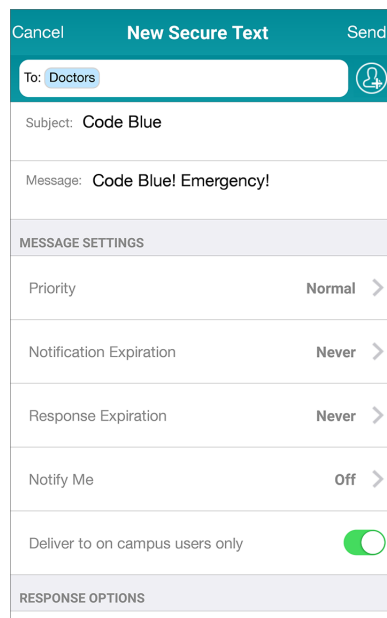 Cancel New Secure Text Send
To: Doctors
Subject: Code Blue
Message: Code Blue! Emergency!
MESSAGE SETTINGS
Priority Normal
Notification Expiration Never
Response Expiration Never
Notify Me Off
Deliver to on campus users only
RESPONSE OPTIONS